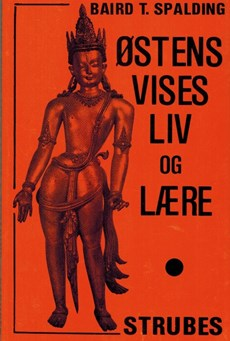 BAIRD T. SPALDING
ØSTENS
VISES
LIV
OG
LÆRE
STRUBES